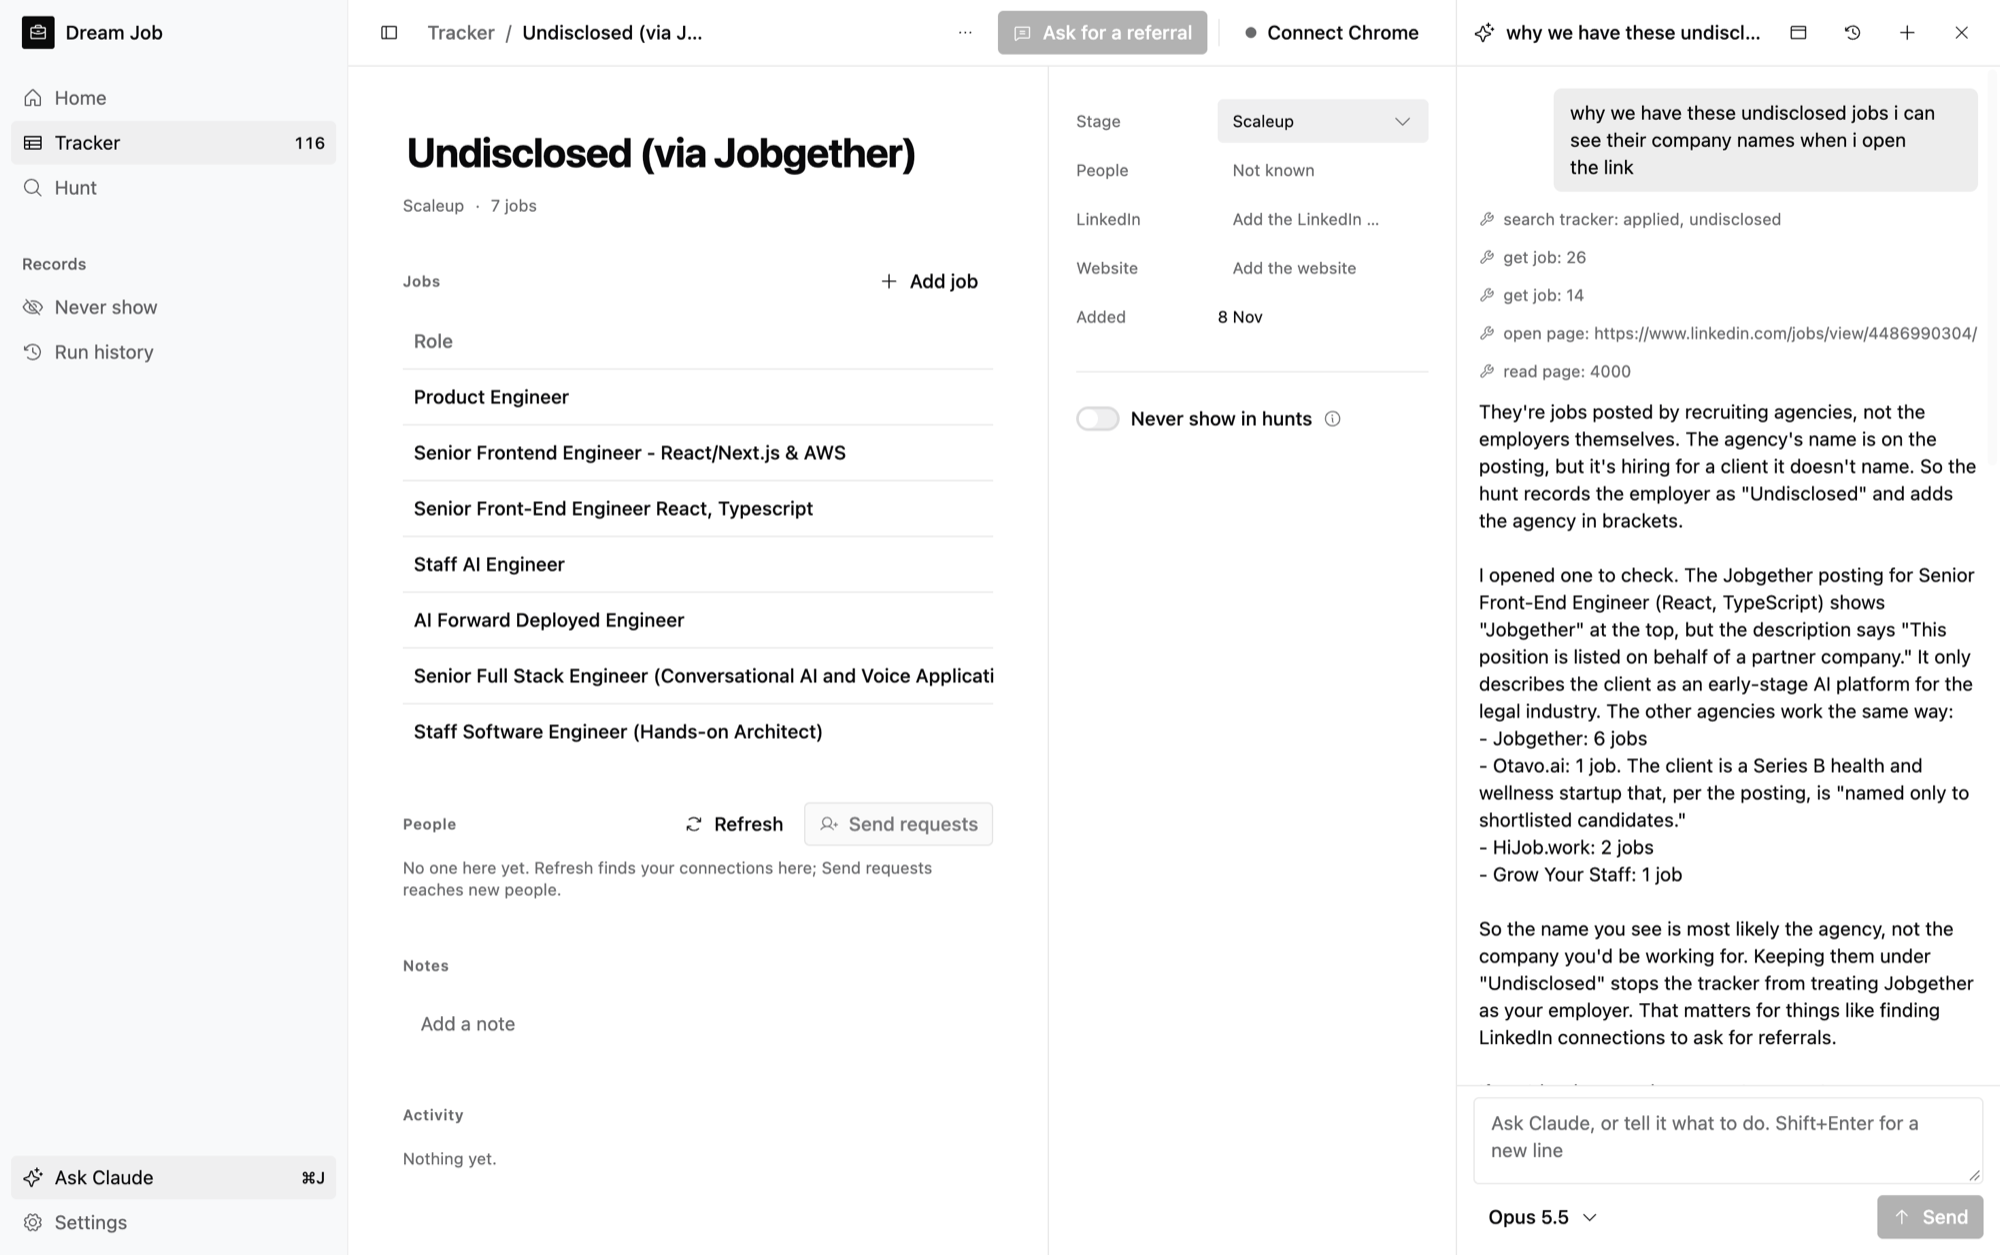 Dream Job
Home
Tracker 116
Hunt
Records
Never show
Run history
Ask Claude ⌘J
Settings
Tracker / Undisclosed (via J...
... Ask for a referral
Connect Chrome
Undisclosed (via Jobgether)
Scaleup · 7 jobs
Jobs
+ Add job
Role
Product Engineer
Senior Frontend Engineer - React/Next.js & AWS
Senior Front-End Engineer React, Typescript
Staff AI Engineer
AI Forward Deployed Engineer
Senior Full Stack Engineer (Conversational AI and Voice Applicati
Staff Software Engineer (Hands-on Architect)
People
Refresh
Send requests
No one here yet. Refresh finds your connections here; Send requests
reaches new people.
Notes
Add a note
Activity
Nothing yet.
Stage Scaleup
People Not known
LinkedIn Add the LinkedIn ...
Website Add the website
Added 8 Nov
Never show in hunts
why we have these undiscl...
why we have these undisclosed jobs i can
see their company names when i open
the link
search tracker: applied, undisclosed
get job: 26
get job: 14
open page: https://www.linkedin.com/jobs/view/4486990304/
read page: 4000
They're jobs posted by recruiting agencies, not the
employers themselves. The agency's name is on the
posting, but it's hiring for a client it doesn't name. So the
hunt records the employer as "Undisclosed" and adds
the agency in brackets.
I opened one to check. The Jobgether posting for Senior
Front-End Engineer (React, TypeScript) shows
"Jobgether" at the top, but the description says "This
position is listed on behalf of a partner company." It only
describes the client as an early-stage AI platform for the
legal industry. The other agencies work the same way:
- Jobgether: 6 jobs
- Otavo.ai: 1 job. The client is a Series B health and
wellness startup that, per the posting, is "named only to
shortlisted candidates."
- HiJob.work: 2 jobs
- Grow Your Staff: 1 job
So the name you see is most likely the agency, not the
company you'd be working for. Keeping them under
"Undisclosed" stops the tracker from treating Jobgether
as your employer. That matters for things like finding
LinkedIn connections to ask for referrals.
Ask Claude, or tell it what to do. Shift+Enter for a
new line
Opus 5.5
Send